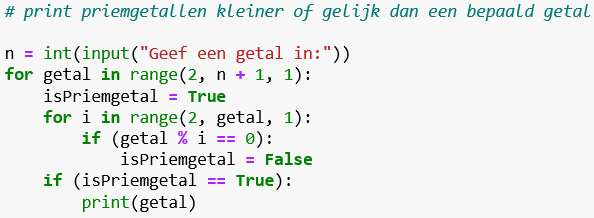 # print priemgetallen kleiner of gelijk dan een bepaald getal
n = int(input("Geef een getal in:"))
for getal in range(2, n + 1, 1):
    isPriemgetal = True
    for i in range(2, getal, 1):
        if (getal % i == 0):
            isPriemgetal = False
    if (isPriemgetal == True):
        print(getal)